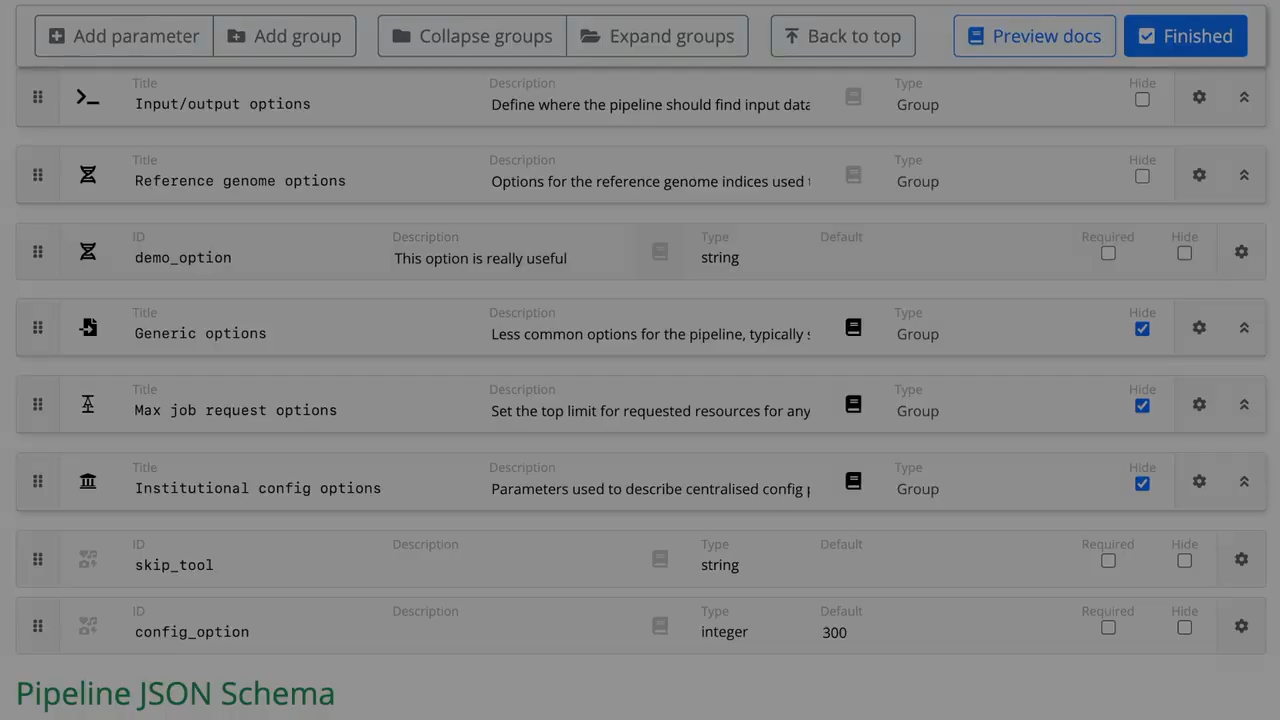 Add parameter Add group Collapse groups Expand groups Back to top Preview docs Finished
Title Description Type Hide
Input/output options Define where the pipeline should find input data Group
Title Description Type Hide
Reference genome options Options for the reference genome indices used Group
ID Description Type Default Required Hide
demo_option This option is really useful string
Title Description Type Hide
Generic options Less common options for the pipeline, typically Group
Title Description Type Hide
Max job request options Set the top limit for requested resources for any Group
Title Description Type Hide
Institutional config options Parameters used to describe centralised config Group
ID Description Type Default Required Hide
skip_tool string
ID Description Type Default Required Hide
config_option integer 300
Pipeline JSON Schema